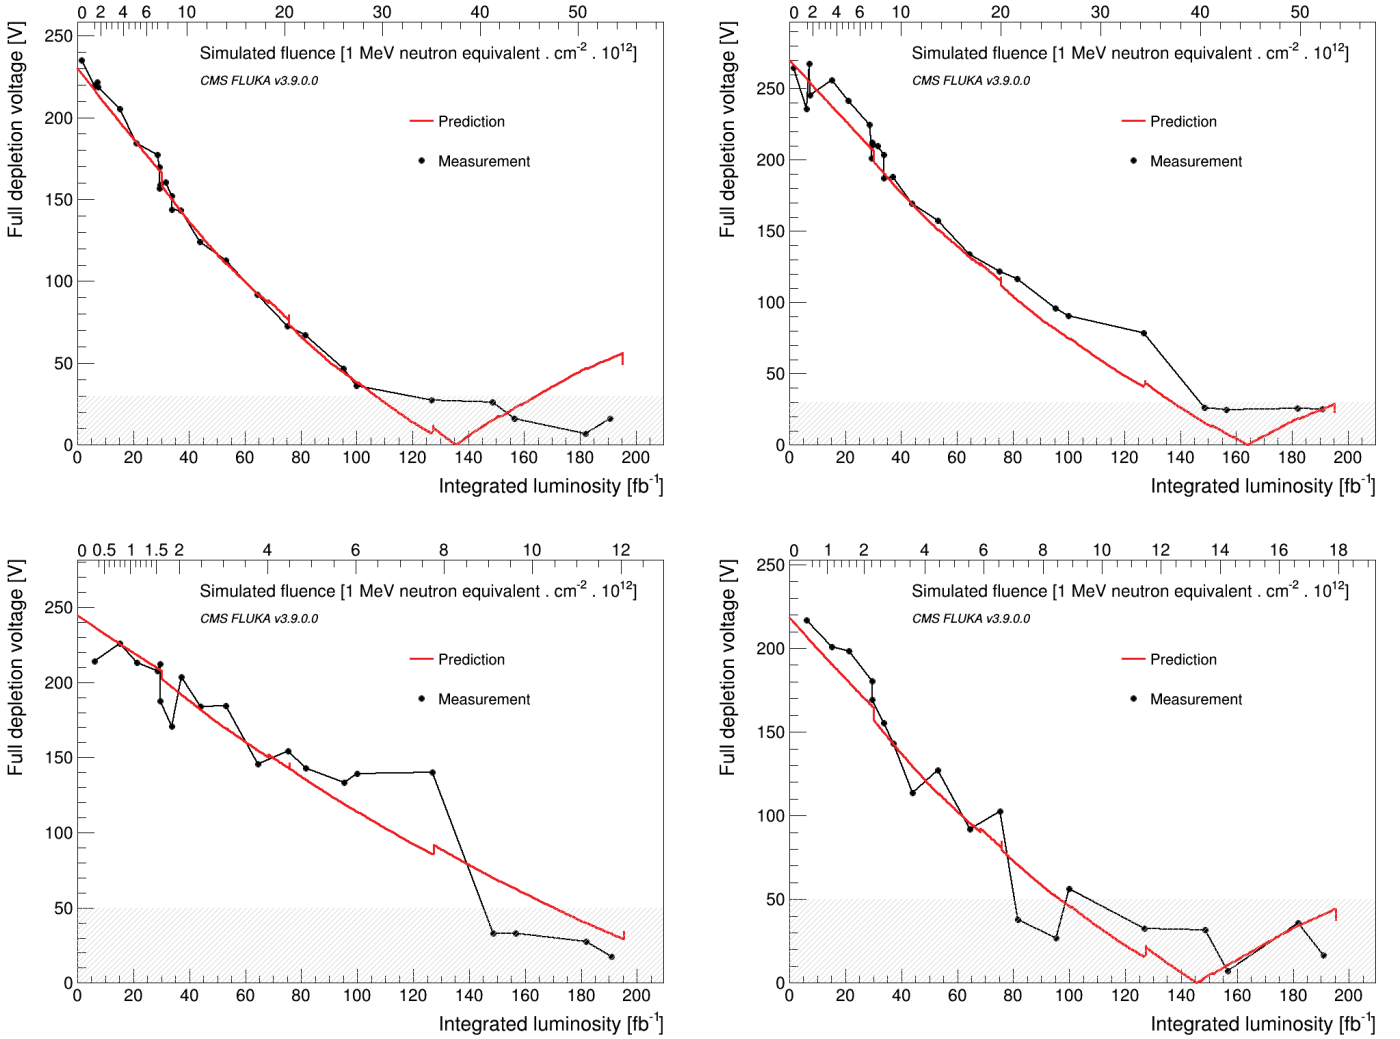 0 2 4 6 8 10 20 30 40 50
250
200
150
100
50
0
Full depletion voltage [V]
Simulated fluence [1 MeV neutron equivalent . cm-2 . 1012]
CMS FLUKA v3.9.0.0
Prediction
Measurement
0 20 40 60 80 100 120 140 160 180 200
Integrated luminosity [fb-1]
0 2 4 6 8 10 20 30 40 50
250
200
150
100
50
0
Full depletion voltage [V]
Simulated fluence [1 MeV neutron equivalent . cm-2 . 1012]
CMS FLUKA v3.9.0.0
Prediction
Measurement
0 20 40 60 80 100 120 140 160 180 200
Integrated luminosity [fb-1]
0 0.5 1 1.5 2 4 6 8 10 12
250
200
150
100
50
0
Full depletion voltage [V]
Simulated fluence [1 MeV neutron equivalent . cm-2 . 1012]
CMS FLUKA v3.9.0.0
Prediction
Measurement
0 20 40 60 80 100 120 140 160 180 200
Integrated luminosity [fb-1]
0 1 2 4 6 8 10 12 14 16 18
250
200
150
100
50
0
Full depletion voltage [V]
Simulated fluence [1 MeV neutron equivalent . cm-2 . 1012]
CMS FLUKA v3.9.0.0
Prediction
Measurement
0 20 40 60 80 100 120 140 160 180 200
Integrated luminosity [fb-1]